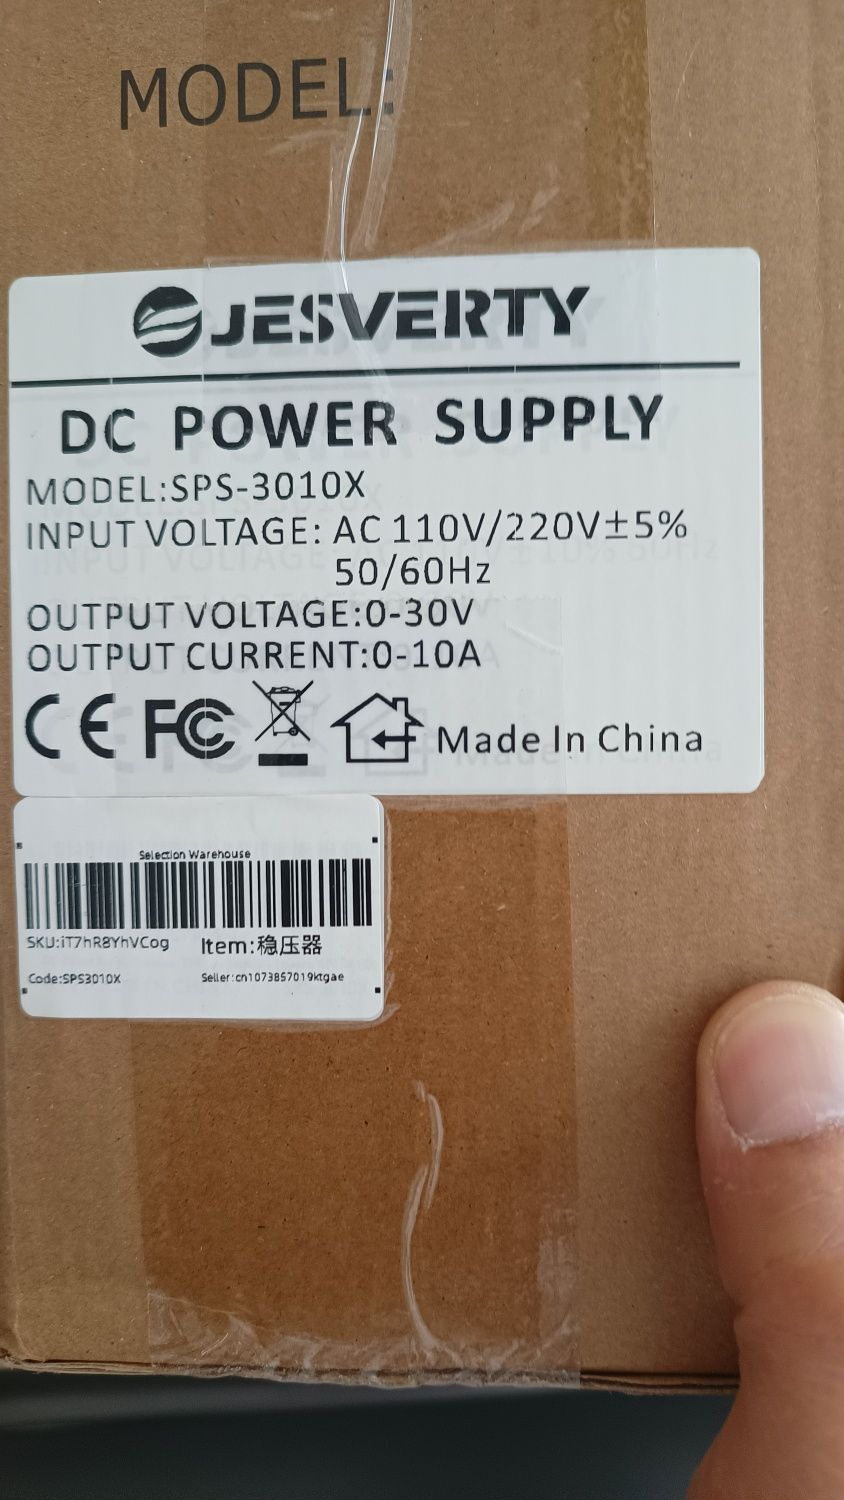 MODEL:
JESVERTY
DC POWER SUPPLY
MODEL:SPS-3010X
INPUT VOLTAGE: AC 110V/220V±5%
50/60Hz
OUTPUT VOLTAGE:0-30V
OUTPUT CURRENT:0-10A
CE FC Made In China
Selection Warehouse
SKU:iT7hR8YhVCog Item:稳压器
Code:SPS3010X Seller:cn1073857019ktgae